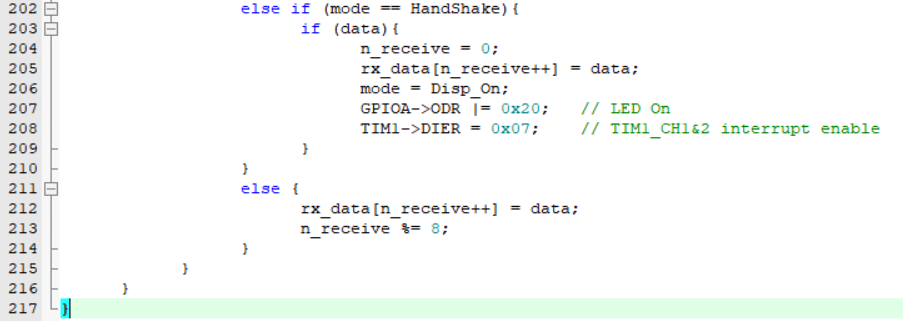 202 else if (mode == HandShake){
203 if (data){
204 n_receive = 0;
205 rx_data[n_receive++] = data;
206 mode = Disp_On;
207 GPIOA->ODR |= 0x20; // LED On
208 TIM1->DIER = 0x07; // TIM1_CH1&2 interrupt enable
209 }
210 }
211 else {
212 rx_data[n_receive++] = data;
213 n_receive %= 8;
214 }
215 }
216 }
217 }